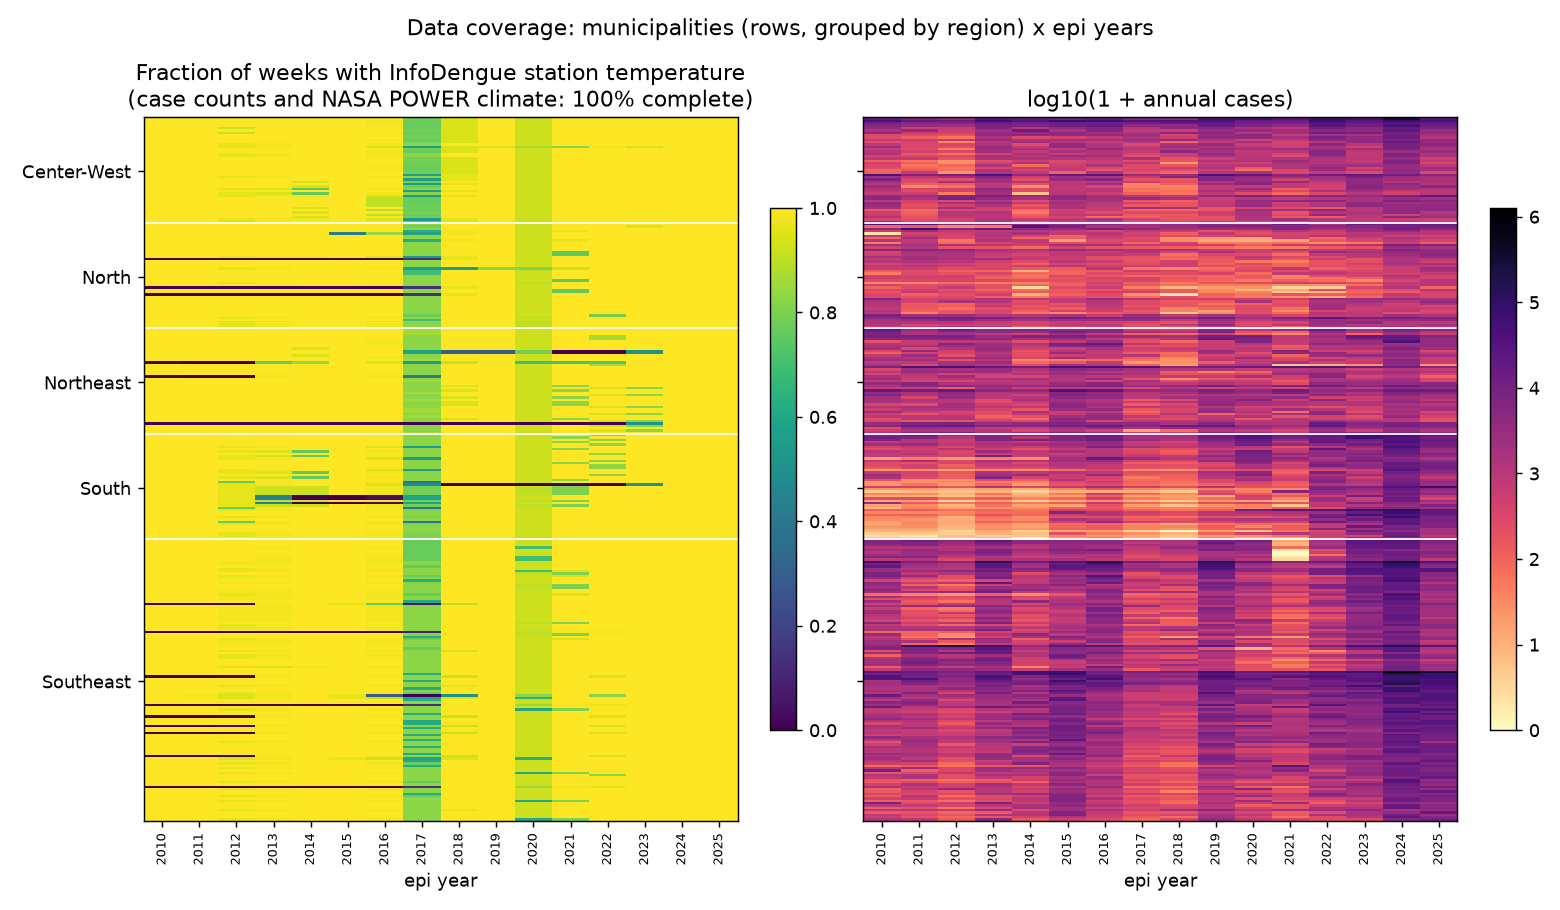 Data coverage: municipalities (rows, grouped by region) x epi years
Fraction of weeks with InfoDengue station temperature
(case counts and NASA POWER climate: 100% complete)
Center-West
North
Northeast
South
Southeast
2010 2011 2012 2013 2014 2015 2016 2017 2018 2019 2020 2021 2022 2023 2024 2025
epi year
1.0
0.8
0.6
0.4
0.2
0.0
log10(1 + annual cases)
2010 2011 2012 2013 2014 2015 2016 2017 2018 2019 2020 2021 2022 2023 2024 2025
epi year
6
5
4
3
2
1
0